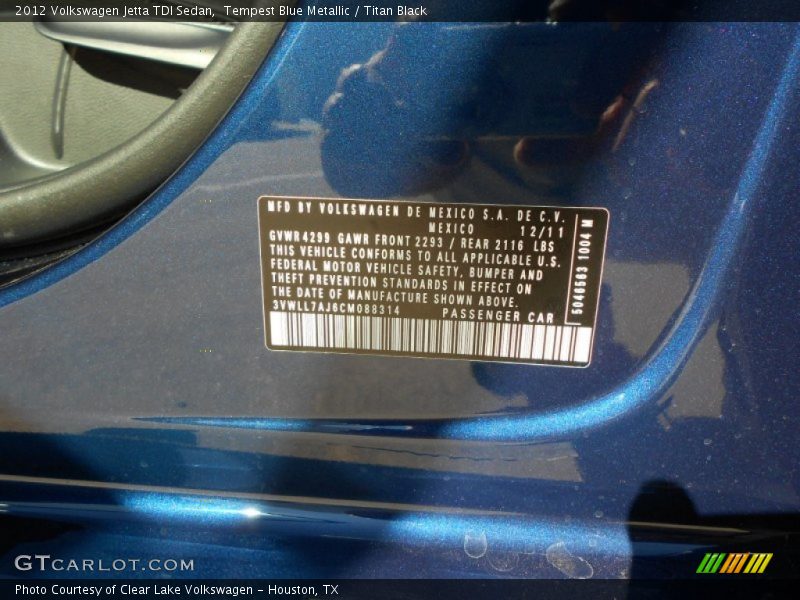 2012 Volkswagen Jetta TDI Sedan,  Tempest Blue Metallic / Titan Black
MFD BY VOLKSWAGEN DE MEXICO S.A. DE C.V.
MEXICO 12/11
GVWR 4299 GAWR FRONT 2293 / REAR 2116 LBS
THIS VEHICLE CONFORMS TO ALL APPLICABLE U.S.
FEDERAL MOTOR VEHICLE SAFETY, BUMPER AND
THEFT PREVENTION STANDARDS IN EFFECT ON
THE DATE OF MANUFACTURE SHOWN ABOVE.
3VWLL7AJ6CM088314 PASSENGER CAR
5046563 1004 M
GTCARLOT.COM
Photo Courtesy of Clear Lake Volkswagen - Houston, TX